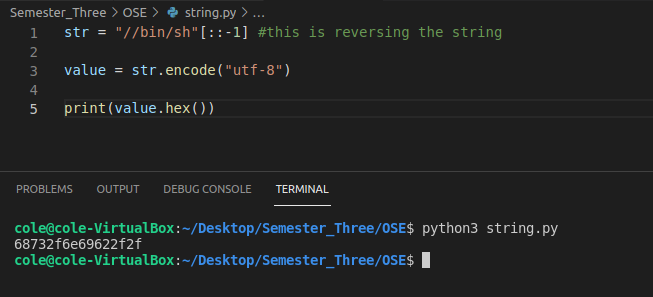 Semester_Three > OSE > string.py > ...
1 str = "//bin/sh"[::-1] #this is reversing the string
2
3 value = str.encode("utf-8")
4
5 print(value.hex())
PROBLEMS OUTPUT DEBUG CONSOLE TERMINAL
cole@cole-VirtualBox:~/Desktop/Semester_Three/OSE$ python3 string.py
68732f6e69622f2f
cole@cole-VirtualBox:~/Desktop/Semester_Three/OSE$